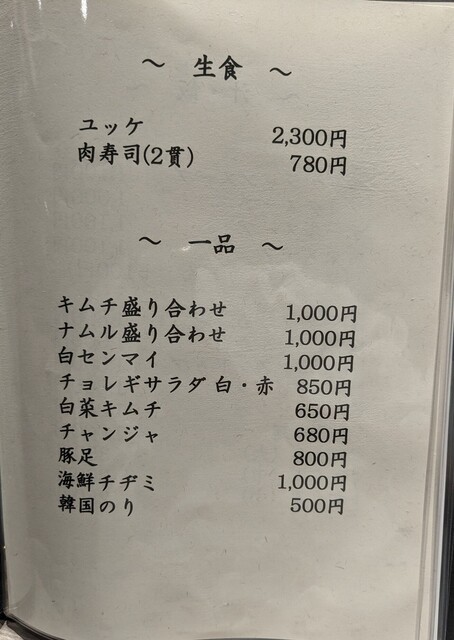 〜 生食 〜
ユッケ 2,300円
肉寿司(2貫) 780円
〜 一品 〜
キムチ盛り合わせ 1,000円
ナムル盛り合わせ 1,000円
白センマイ 1,000円
チョレギサラダ 白・赤 850円
白菜キムチ 650円
チャンジャ 680円
豚足 800円
海鮮チヂミ 1,000円
韓国のり 500円